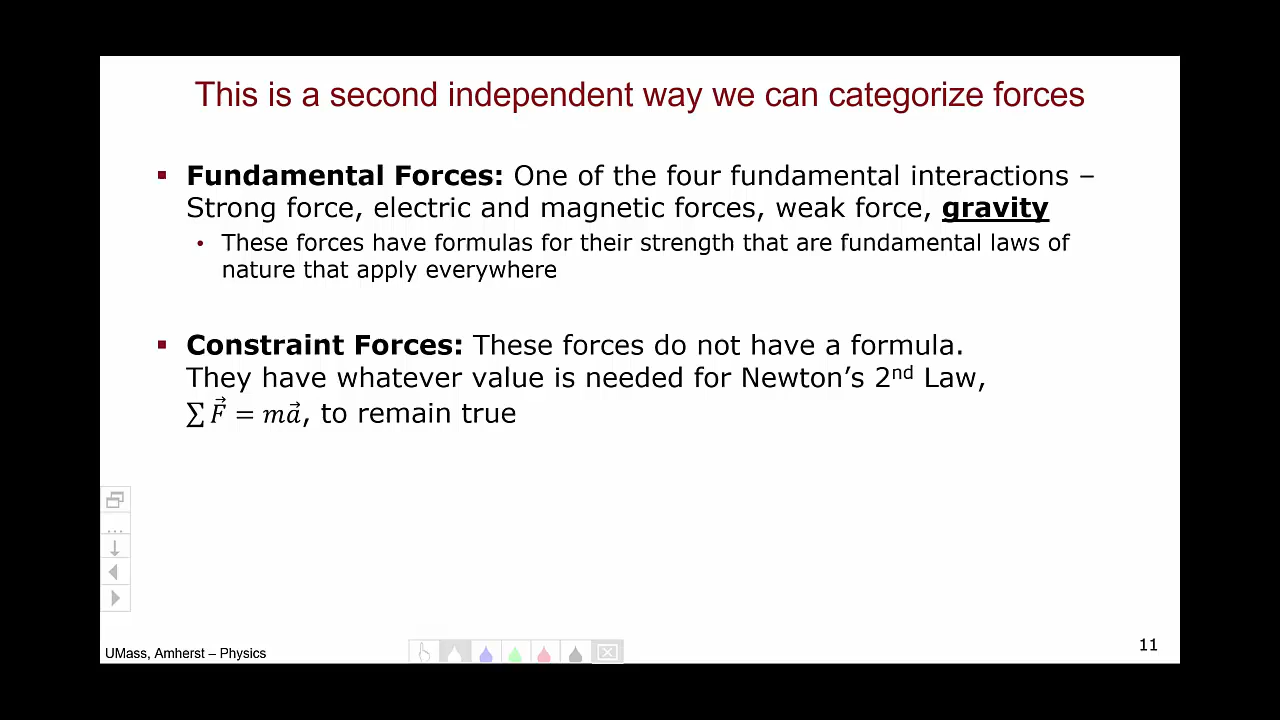 This is a second independent way we can categorize forces
▪ Fundamental Forces: One of the four fundamental interactions –
Strong force, electric and magnetic forces, weak force, gravity
• These forces have formulas for their strength that are fundamental laws of
nature that apply everywhere
▪ Constraint Forces: These forces do not have a formula.
They have whatever value is needed for Newton's 2nd Law,
∑F⃗ = ma⃗, to remain true
UMass, Amherst – Physics
11